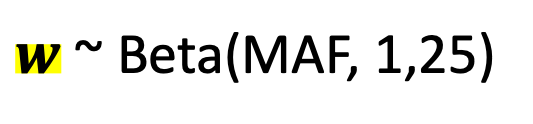 w ~ Beta(MAF, 1,25)